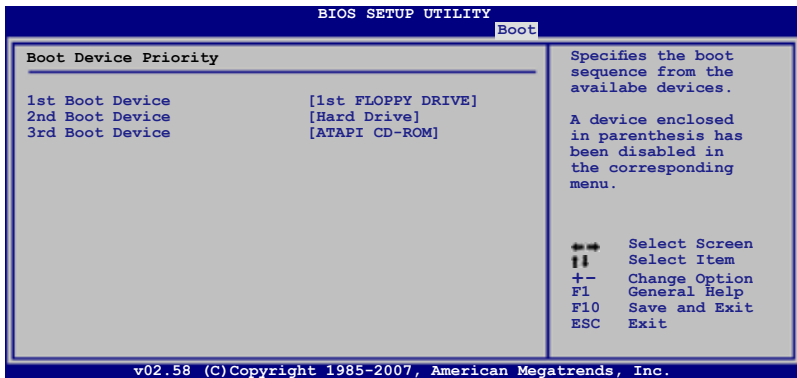 BIOS SETUP UTILITY
Boot
Boot Device Priority
1st Boot Device [1st FLOPPY DRIVE]
2nd Boot Device [Hard Drive]
3rd Boot Device [ATAPI CD-ROM]
Specifies the boot
sequence from the
availabe devices.
A device enclosed
in parenthesis has
been disabled in
the corresponding
menu.
←→ Select Screen
↑↓ Select Item
+- Change Option
F1 General Help
F10 Save and Exit
ESC Exit
v02.58 (C)Copyright 1985-2007, American Megatrends, Inc.